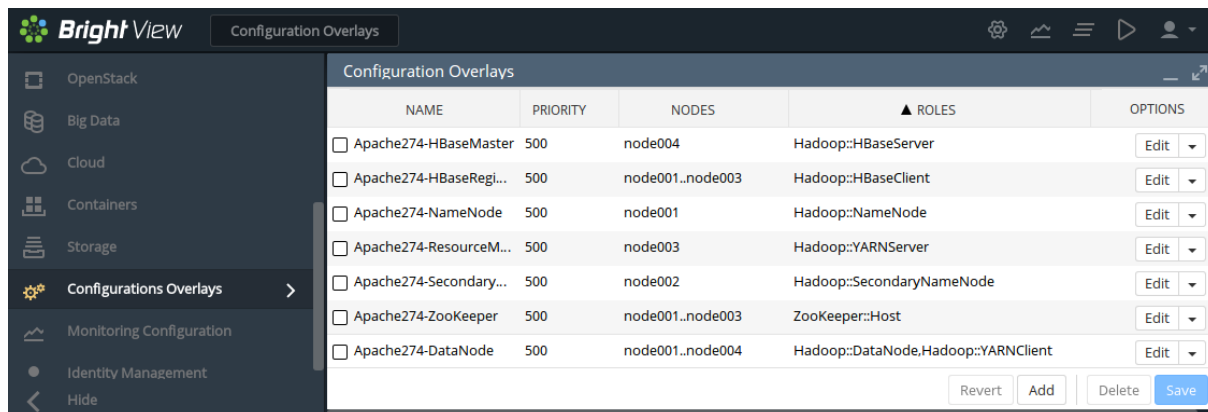 Bright View Configuration Overlays
OpenStack
Big Data
Cloud
Containers
Storage
Configurations Overlays
Monitoring Configuration
Identity Management
Hide
Configuration Overlays
NAME PRIORITY NODES ▲ ROLES OPTIONS
Apache274-HBaseMaster 500 node004 Hadoop::HBaseServer Edit
Apache274-HBaseRegi... 500 node001..node003 Hadoop::HBaseClient Edit
Apache274-NameNode 500 node001 Hadoop::NameNode Edit
Apache274-ResourceM... 500 node003 Hadoop::YARNServer Edit
Apache274-Secondary... 500 node002 Hadoop::SecondaryNameNode Edit
Apache274-ZooKeeper 500 node001..node003 ZooKeeper::Host Edit
Apache274-DataNode 500 node001..node004 Hadoop::DataNode,Hadoop::YARNClient Edit
Revert Add Delete Save